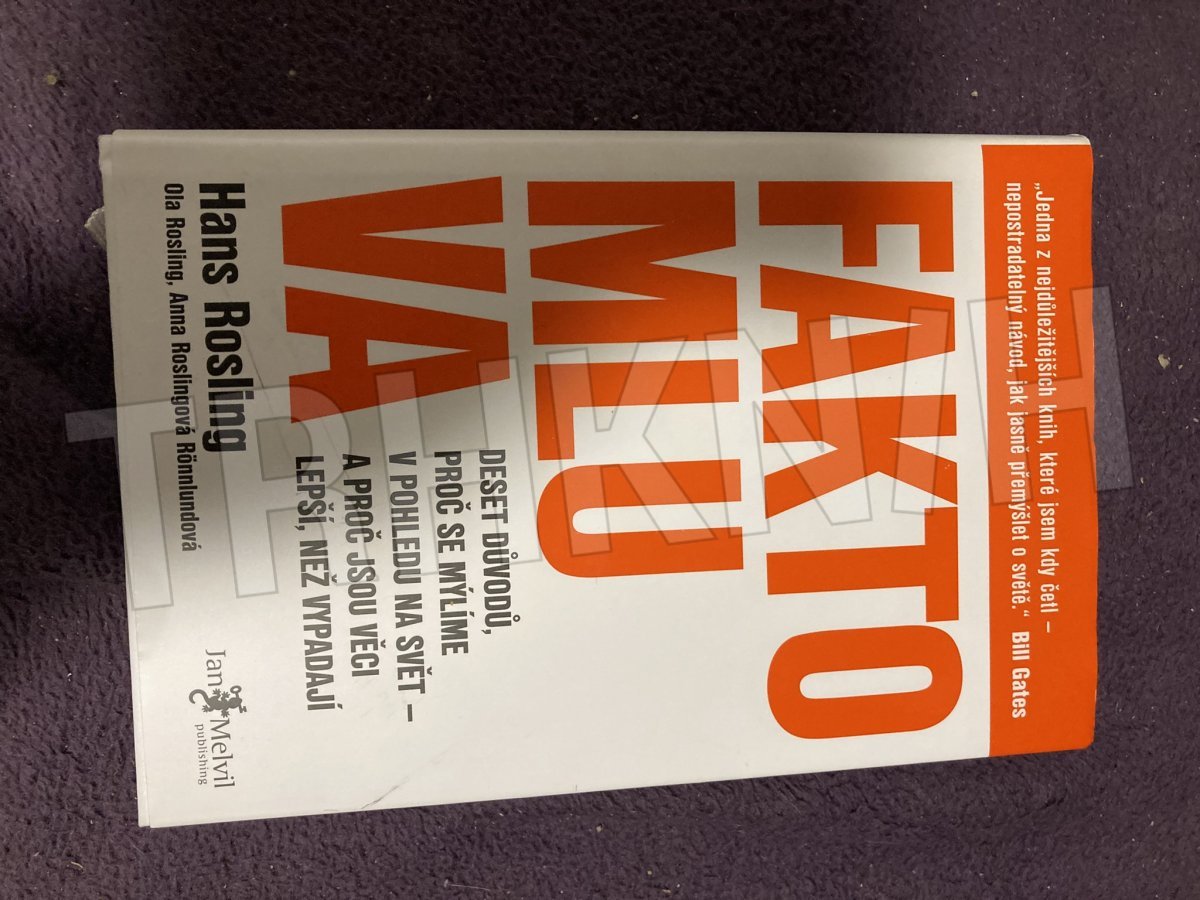 „Jedna z nejdůležitějších knih, které jsem kdy četl –
nepostradatelný návod, jak jasně přemýšlet o světě.“ Bill Gates
FAKTO
MLU
VA
DESET DŮVODŮ,
PROČ SE MÝLÍME
V POHLEDU NA SVĚT –
A PROČ JSOU VĚCI
LEPŠÍ, NEŽ VYPADAJÍ
Hans Rosling
Ola Rosling, Anna Roslingová Rönnlundová
Jan Melvil
publishing
TRHKNIH